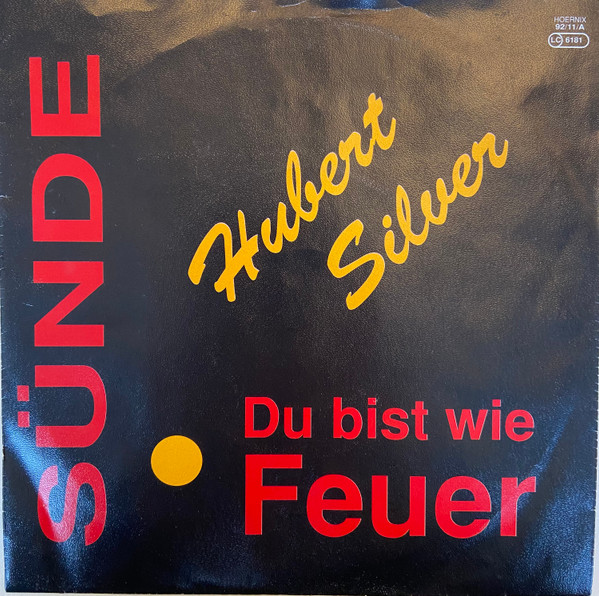 HOERNIX
92/11/A
LC 6181
SÜNDE
Hubert
Silver
Du bist wie
Feuer